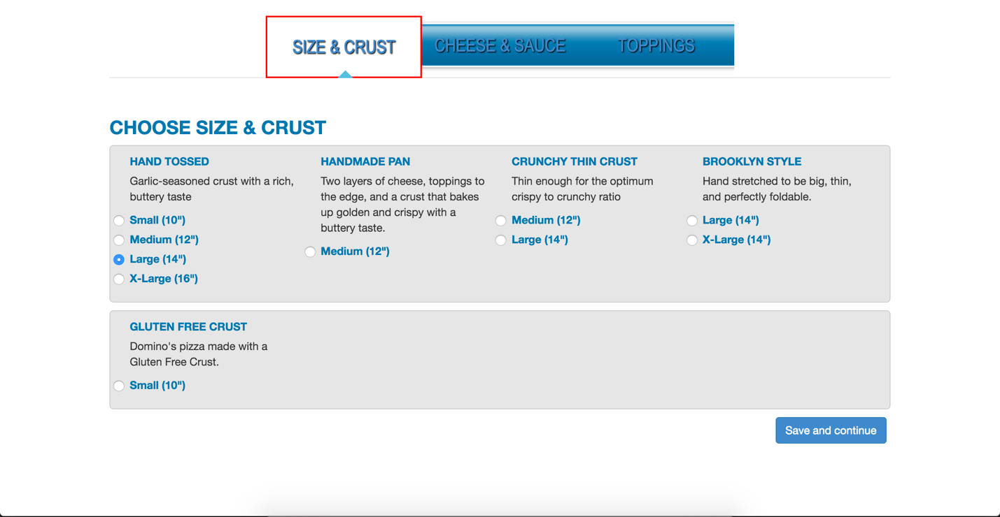 SIZE & CRUST
CHEESE & SAUCE
TOPPINGS
CHOOSE SIZE & CRUST
HAND TOSSED
Garlic-seasoned crust with a rich,
buttery taste
Small (10")
Medium (12")
Large (14")
X-Large (16")
HANDMADE PAN
Two layers of cheese, toppings to
the edge, and a crust that bakes
up golden and crispy with a
buttery taste.
Medium (12")
CRUNCHY THIN CRUST
Thin enough for the optimum
crispy to crunchy ratio
Medium (12")
Large (14")
BROOKLYN STYLE
Hand stretched to be big, thin,
and perfectly foldable.
Large (14")
X-Large (14")
GLUTEN FREE CRUST
Domino's pizza made with a
Gluten Free Crust.
Small (10")
Save and continue